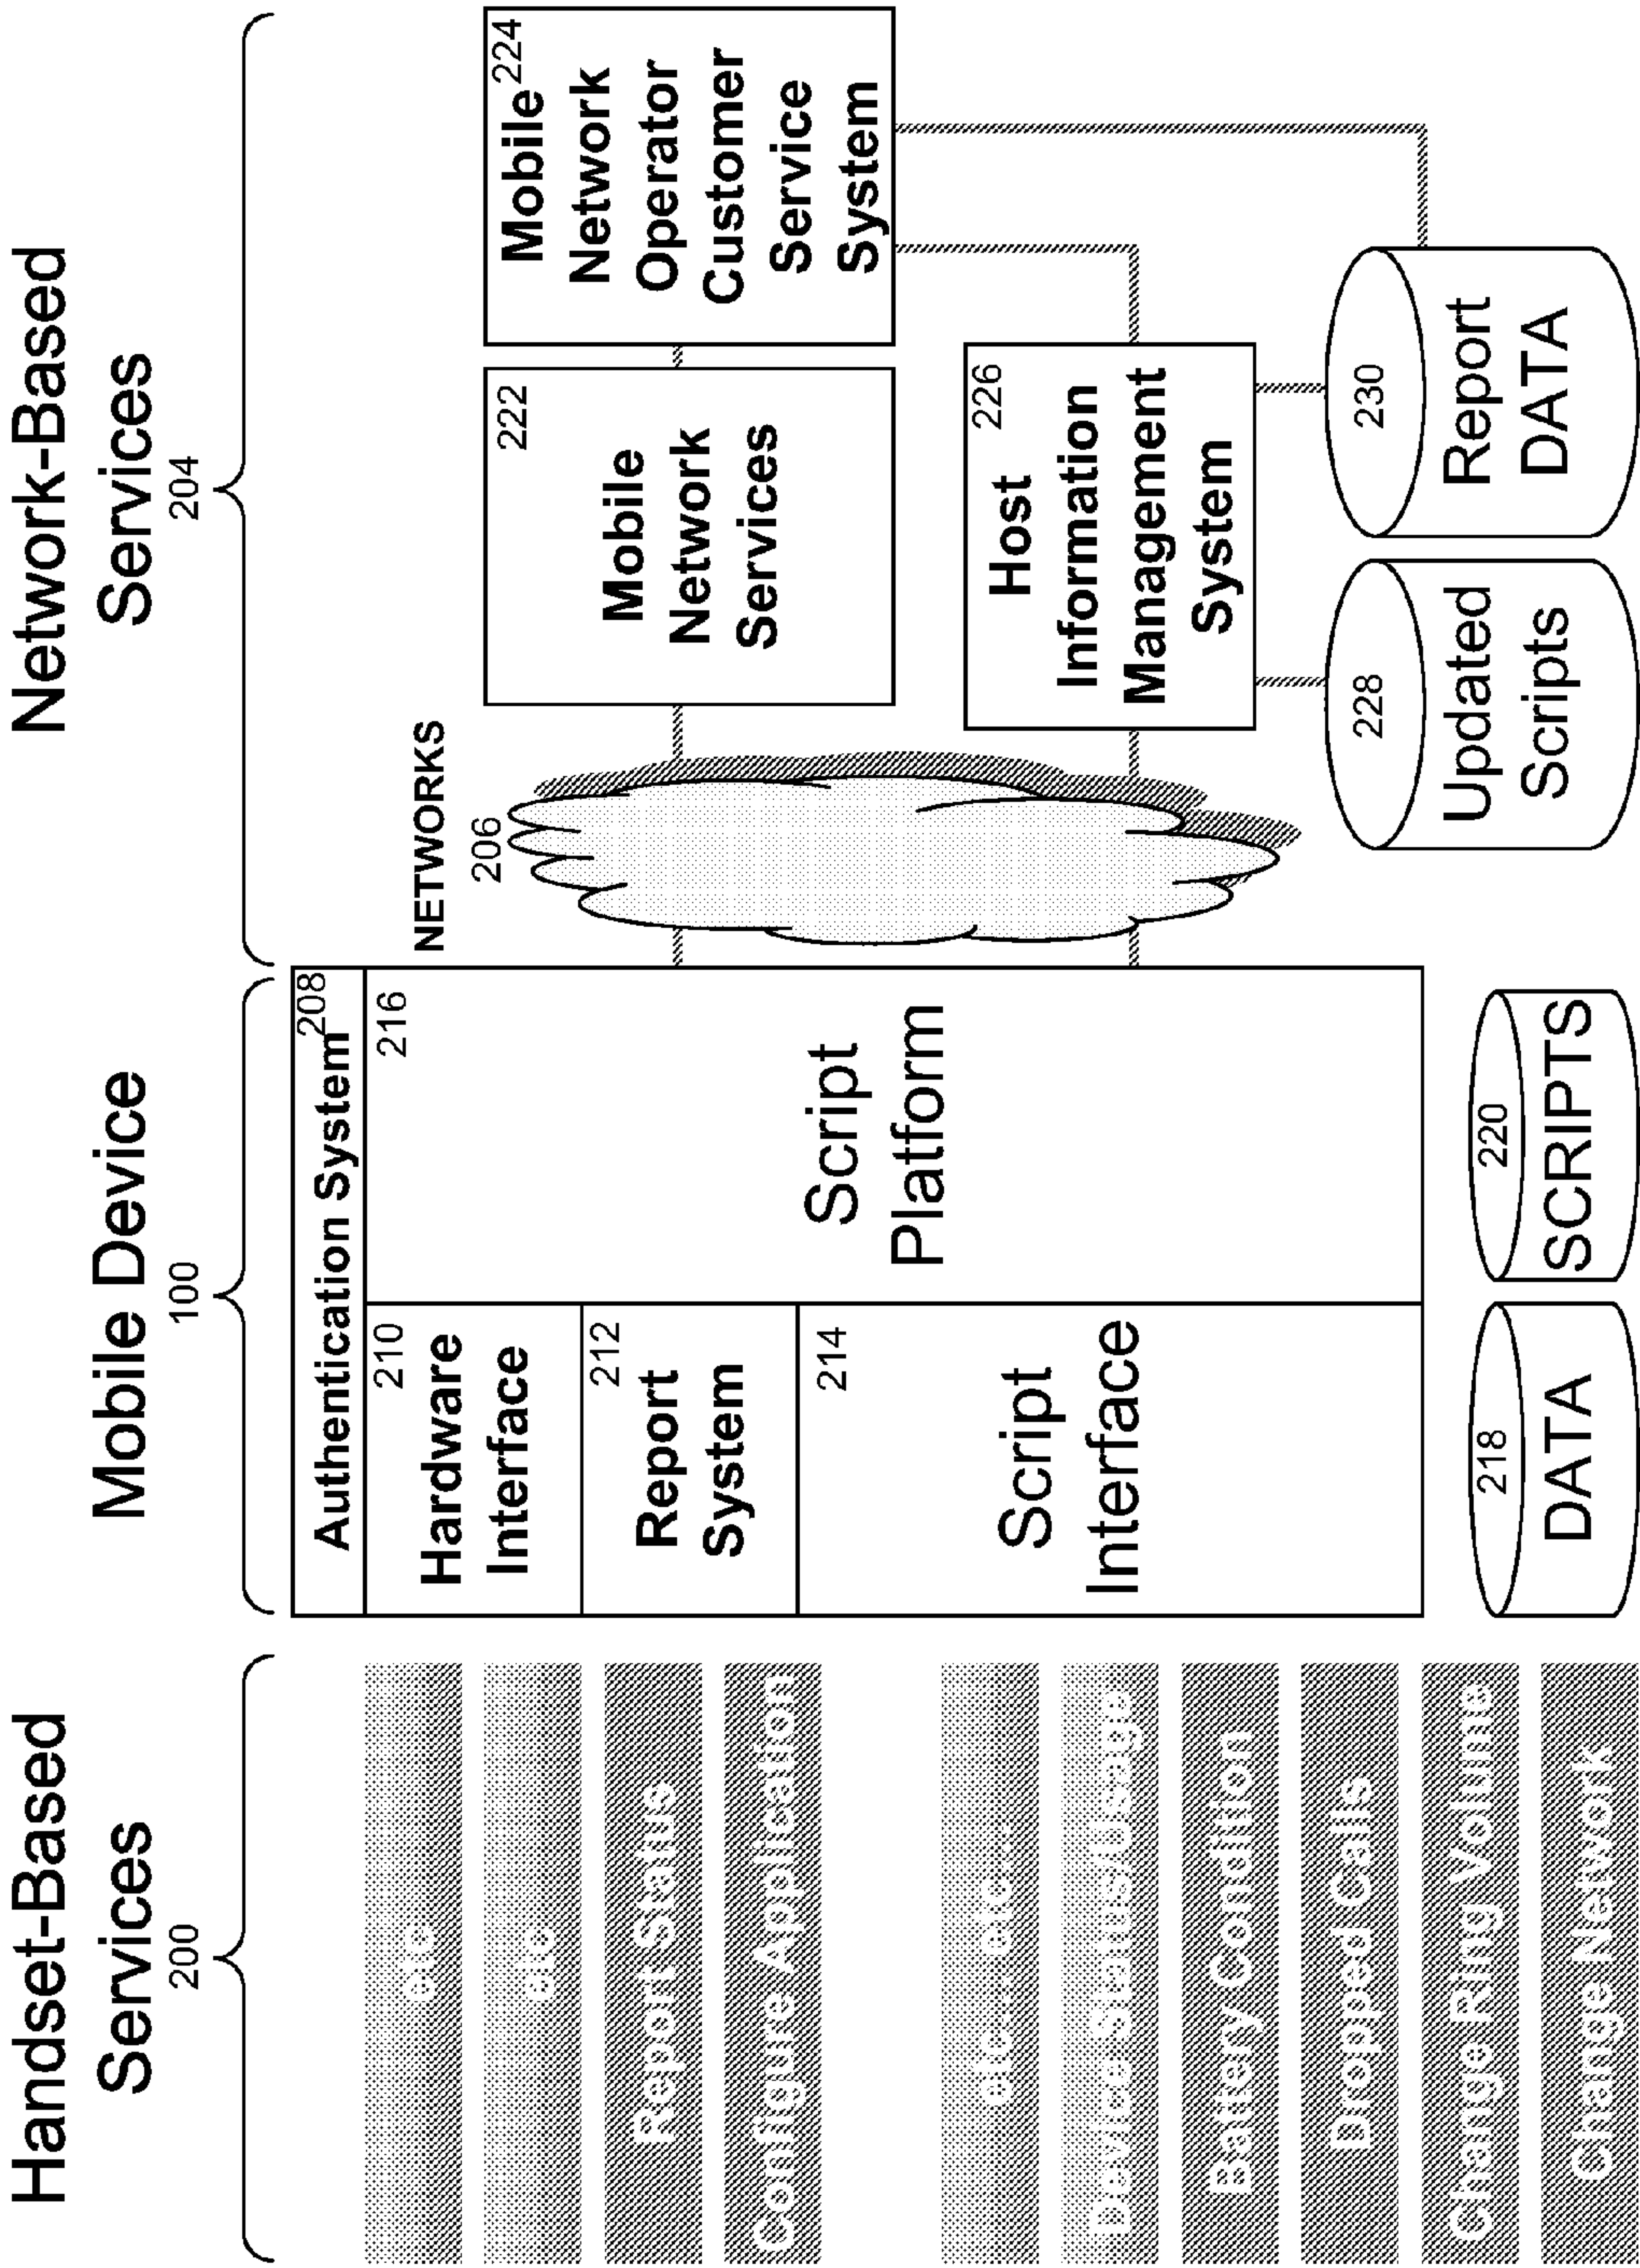 Handset-Based
Services
200
etc
etc
Report Status
Configure Application
etc... etc...
Device Status/Usage
Battery Condition
Dropped Calls
Change Ring Volume
Change Network
Mobile Device
100
Authentication System
208
210
Hardware
Interface
212
Report
System
214
Script
Interface
216
Script
Platform
218
DATA
220
SCRIPTS
Network-Based
Services
204
NETWORKS
206
222
Mobile
Network
Services
Mobile 224
Network
Operator
Customer
Service
System
226
Host
Information
Management
System
228
Updated
Scripts
230
Report
DATA